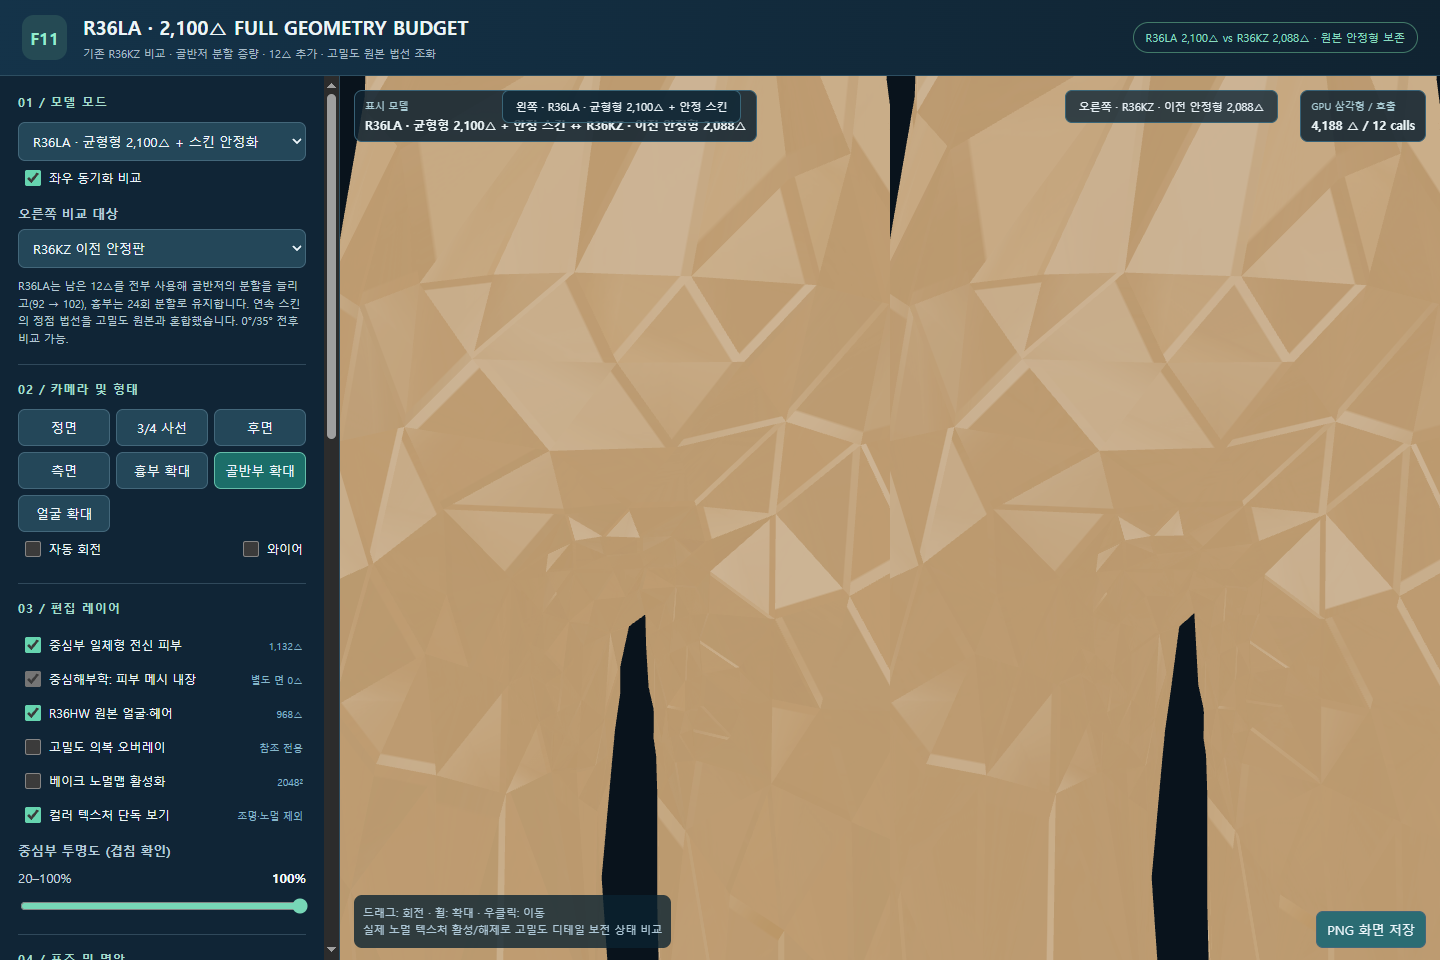 F11
R36LA · 2,100△ FULL GEOMETRY BUDGET
기존 R36KZ 비교 · 골반저 분할 증량 · 12△ 추가 · 고밀도 원본 법선 조화
R36LA 2,100△ vs R36KZ 2,088△ · 원본 안정형 보존
01 / 모델 모드
R36LA · 균형형 2,100△ + 스킨 안정화
좌우 동기화 비교
오른쪽 비교 대상
R36KZ 이전 안정판
R36LA는 남은 12△를 전부 사용해 골반저의 분할을 늘리
고(92 → 102), 흉부는 24회 분할로 유지합니다. 연속 스킨
의 정점 법선을 고밀도 원본과 혼합했습니다. 0°/35° 전후
비교 가능.
02 / 카메라 및 형태
정면
3/4 사선
후면
측면
흉부 확대
골반부 확대
얼굴 확대
자동 회전
와이어
03 / 편집 레이어
중심부 일체형 전신 피부
1,132△
중심해부학: 피부 메시 내장
별도 면 0△
R36HW 원본 얼굴·헤어
968△
고밀도 의복 오버레이
참조 전용
베이크 노멀맵 활성화
2048²
컬러 텍스처 단독 보기
조명·노멀 제외
중심부 투명도 (겹침 확인)
20–100%
100%
표시 모델
R36LA · 균형형 2,100△ + 안정 스킨 ↔ R36KZ · 이전 안정형 2,088△
왼쪽 · R36LA · 균형형 2,100△ + 안정 스킨
오른쪽 · R36KZ · 이전 안정형 2,088△
GPU 삼각형 / 호출
4,188 △ / 12 calls
드래그: 회전 · 휠: 확대 · 우클릭: 이동
실제 노멀 텍스처 활성/해제로 고밀도 디테일 보전 상태 비교
PNG 화면 저장